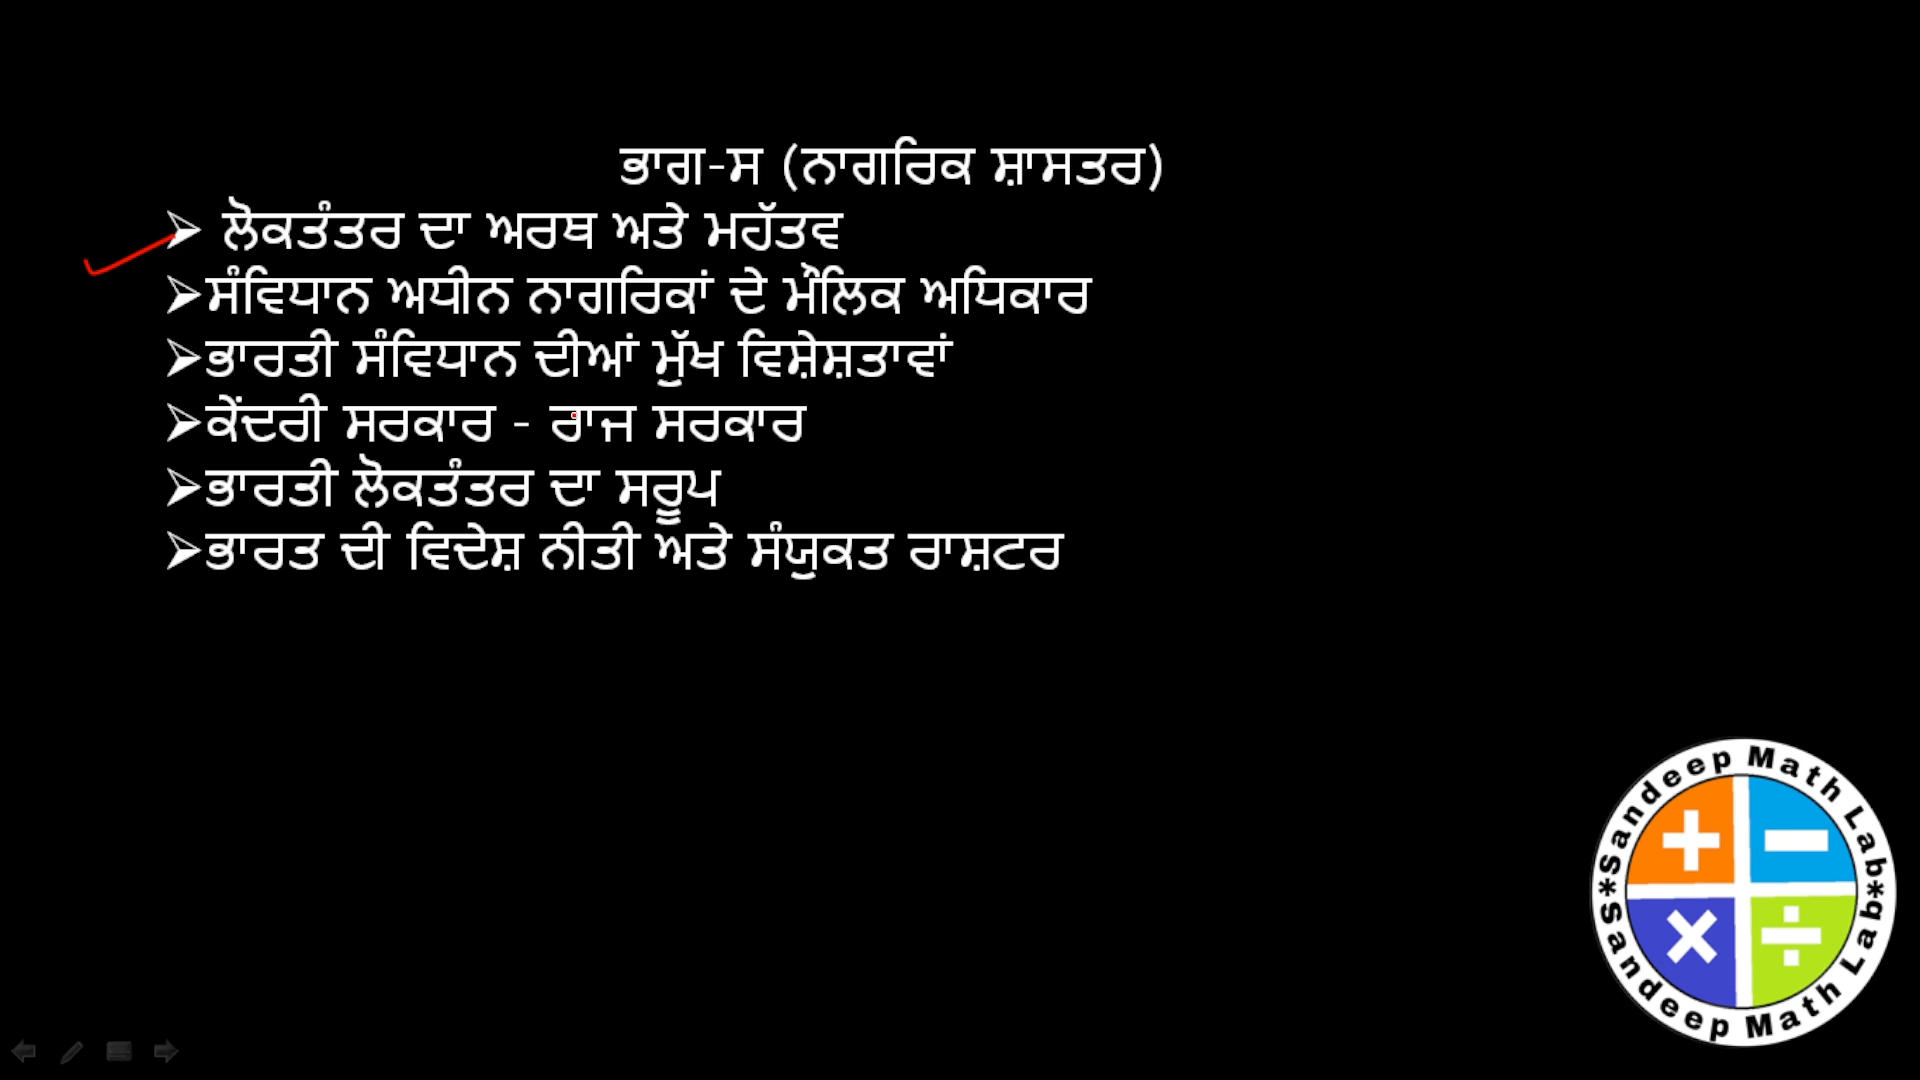 ਭਾਗ-ਸ (ਨਾਗਰਿਕ ਸ਼ਾਸਤਰ)
➢ ਲੋਕਤੰਤਰ ਦਾ ਅਰਥ ਅਤੇ ਮਹੱਤਵ
➢ਸੰਵਿਧਾਨ ਅਧੀਨ ਨਾਗਰਿਕਾਂ ਦੇ ਮੌਲਿਕ ਅਧਿਕਾਰ
➢ਭਾਰਤੀ ਸੰਵਿਧਾਨ ਦੀਆਂ ਮੁੱਖ ਵਿਸ਼ੇਸ਼ਤਾਵਾਂ
➢ਕੇਂਦਰੀ ਸਰਕਾਰ - ਰਾਜ ਸਰਕਾਰ
➢ਭਾਰਤੀ ਲੋਕਤੰਤਰ ਦਾ ਸਰੂਪ
➢ਭਾਰਤ ਦੀ ਵਿਦੇਸ਼ ਨੀਤੀ ਅਤੇ ਸੰਯੁਕਤ ਰਾਸ਼ਟਰ
*Sandeep Math Lab*
Sandeep Math Lab